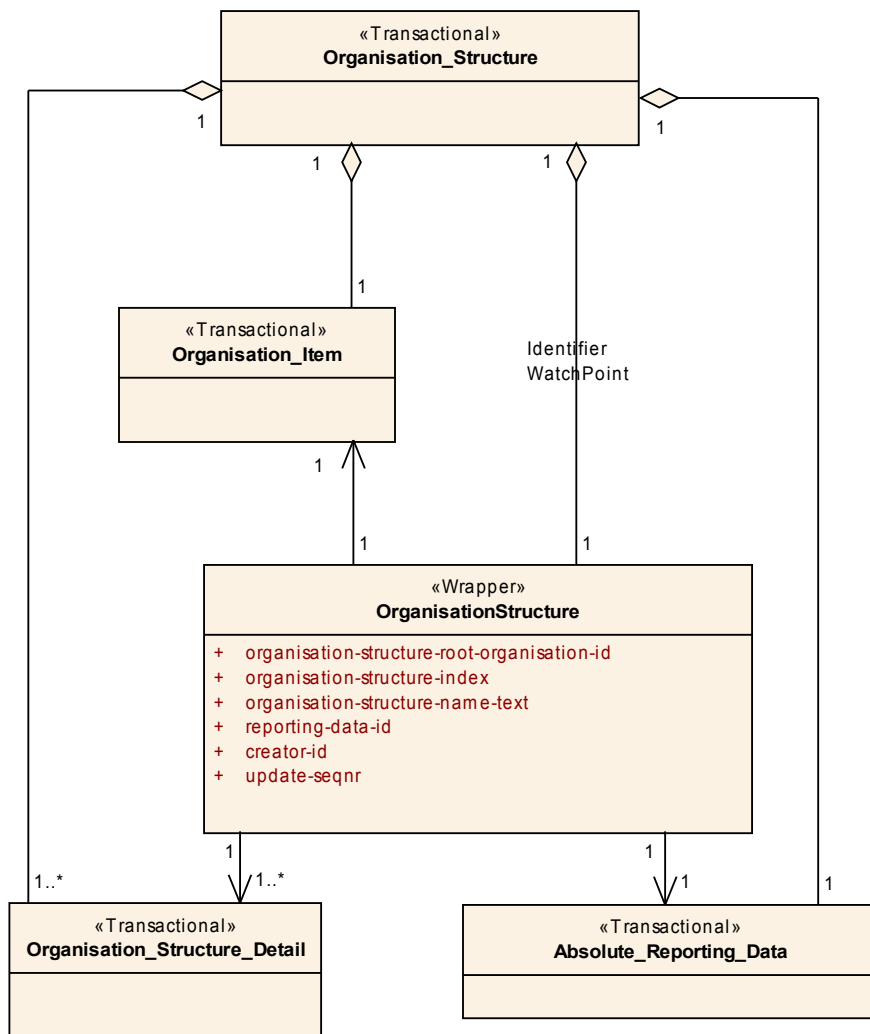 «Transactional»
Organisation_Structure
1
1
1
1
1
«Transactional»
Organisation_Item
Identifier
WatchPoint
1
1
1
«Wrapper»
OrganisationStructure
+ organisation-structure-root-organisation-id
+ organisation-structure-index
+ organisation-structure-name-text
+ reporting-data-id
+ creator-id
+ update-seqnr
1
1
1..*
1..*
1
1
«Transactional»
Organisation_Structure_Detail
«Transactional»
Absolute_Reporting_Data